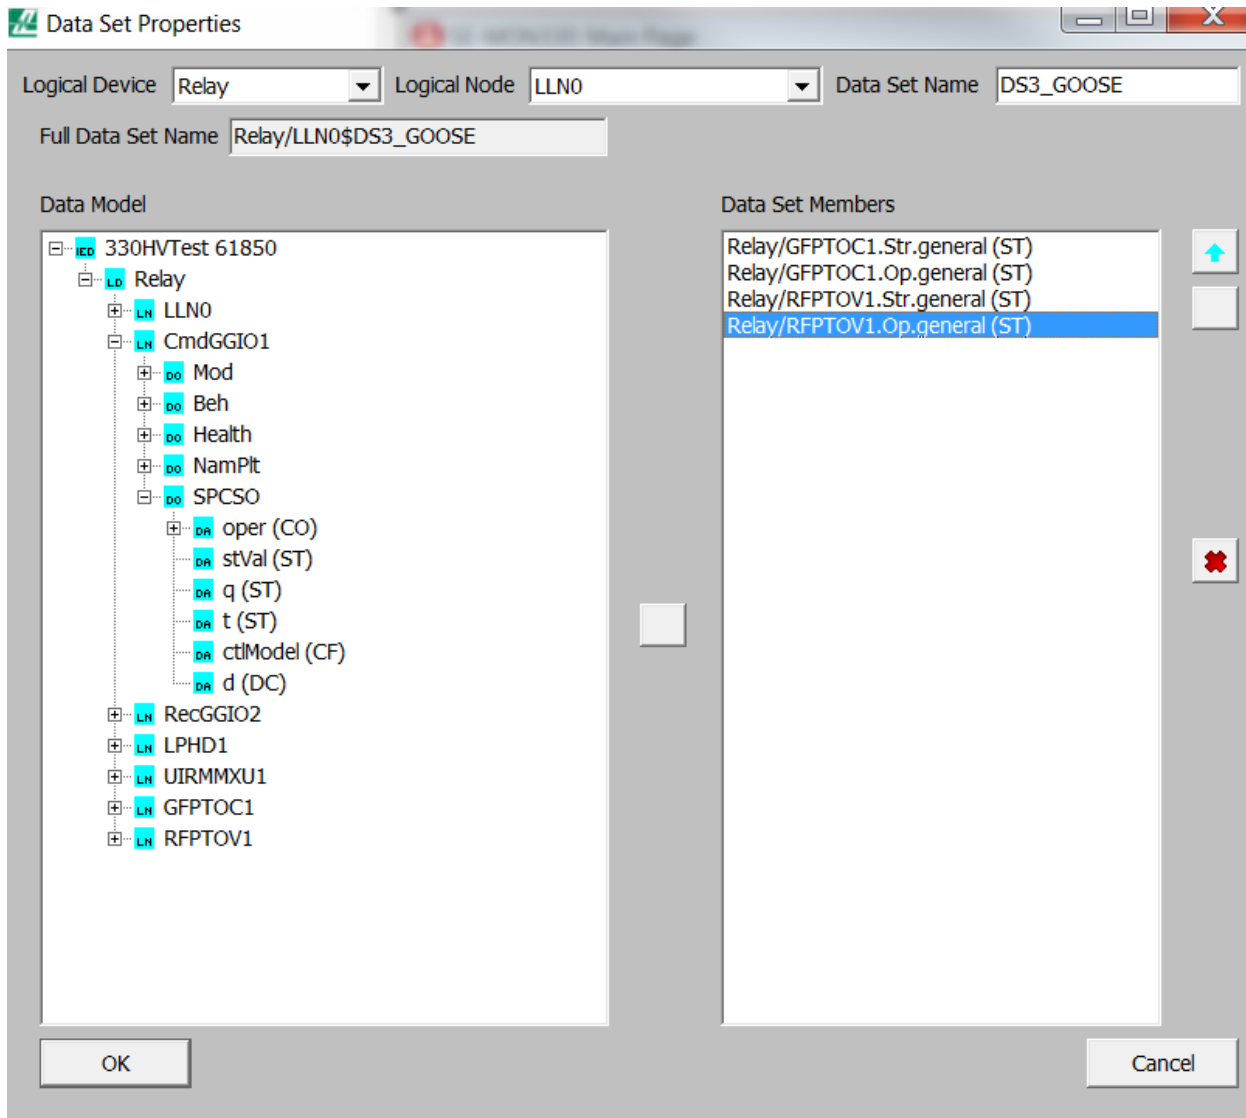 Data Set Properties
Logical Device Relay Logical Node LLN0 Data Set Name DS3_GOOSE
Full Data Set Name Relay/LLN0$DS3_GOOSE
Data Model
IED 330HVTest 61850
LD Relay
LN LLN0
LN CmdGGIO1
DO Mod
DO Beh
DO Health
DO NamPlt
DO SPCSO
DA oper (CO)
DA stVal (ST)
DA q (ST)
DA t (ST)
DA ctlModel (CF)
DA d (DC)
LN RecGGIO2
LN LPHD1
LN UIRMMXU1
LN GFPTOC1
LN RFPTOV1
Data Set Members
Relay/GFPTOC1.Str.general (ST)
Relay/GFPTOC1.Op.general (ST)
Relay/RFPTOV1.Str.general (ST)
Relay/RFPTOV1.Op.general (ST)
OK
Cancel